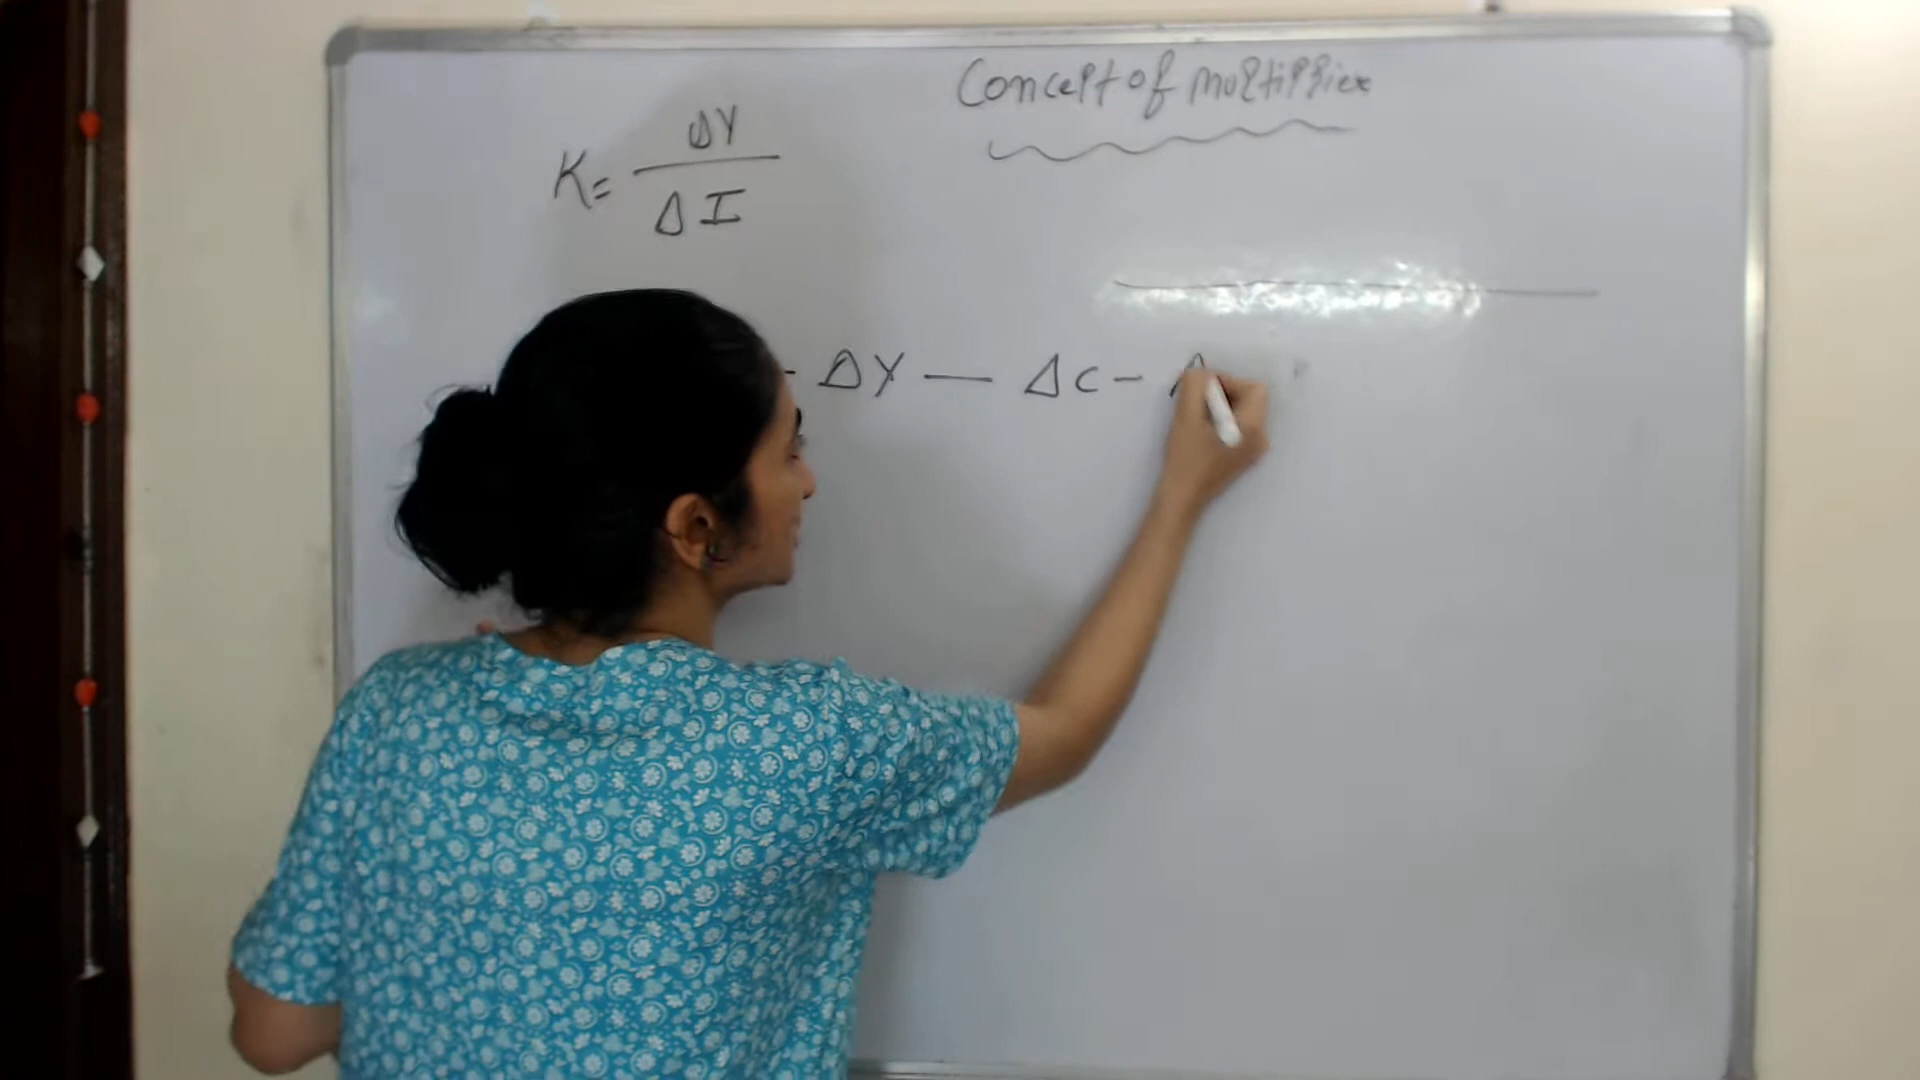 Concept of multiplier
K = ΔY / ΔI
- ΔY — ΔC - Δ